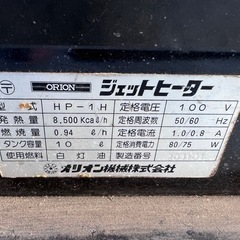 〒 ORION ジェットヒーター
型式 HP-1H 定格電圧 100 V
発熱量 8,500Kcal/h 定格周波数 50/60 Hz
燃焼量 0.94 ℓ/h 定格電流 1.0/0.8 A
タンク容量 10 ℓ 定格消費電力 80/75 W
使用燃料 白灯油 製造番号
オリオン機械株式会社